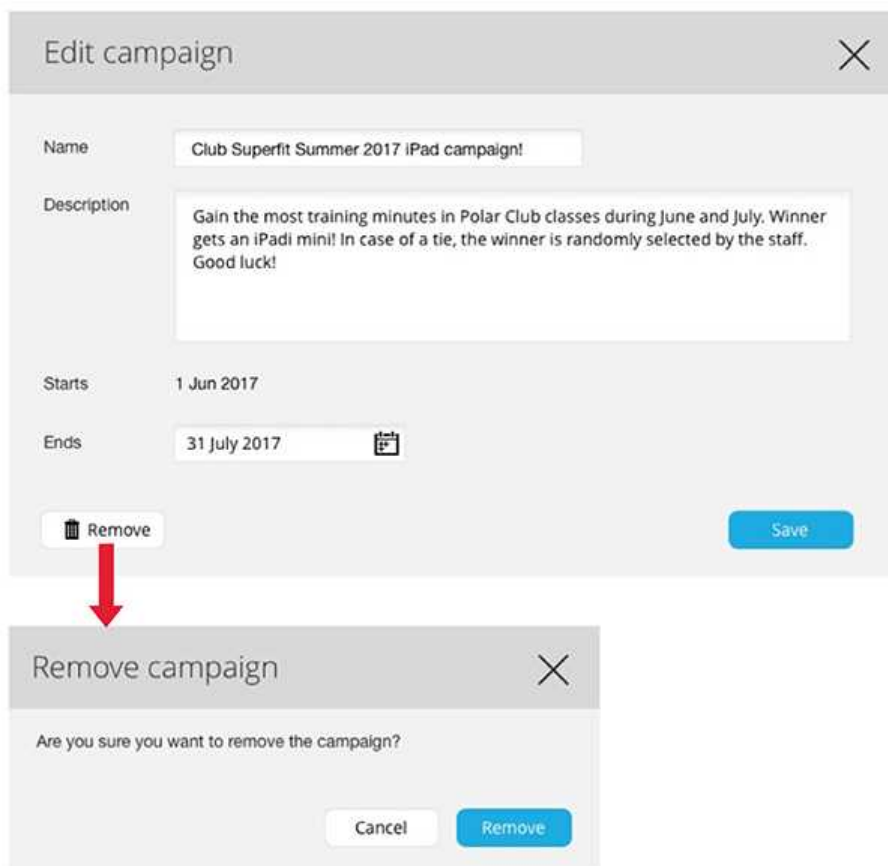 Edit campaign
Name
Club Superfit Summer 2017 iPad campaign!
Description
Gain the most training minutes in Polar Club classes during June and July. Winner
gets an iPadi mini! In case of a tie, the winner is randomly selected by the staff.
Good luck!
Starts
1 Jun 2017
Ends
31 July 2017
Remove
Save
Remove campaign
Are you sure you want to remove the campaign?
Cancel
Remove